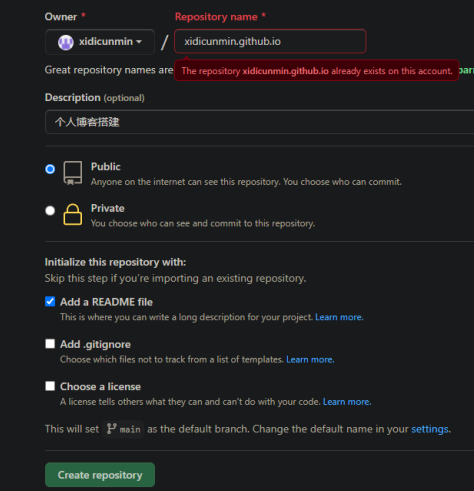 Owner * Repository name *
xidicunmin / xidicunmin.github.io
Great repository names are
The repository xidicunmin.github.io already exists on this account.
Description (optional)
个人博客搭建
Public
Anyone on the internet can see this repository. You choose who can commit.
Private
You choose who can see and commit to this repository.
Initialize this repository with:
Skip this step if you're importing an existing repository.
Add a README file
This is where you can write a long description for your project. Learn more.
Add .gitignore
Choose which files not to track from a list of templates. Learn more.
Choose a license
A license tells others what they can and can't do with your code. Learn more.
This will set main as the default branch. Change the default name in your settings.
Create repository